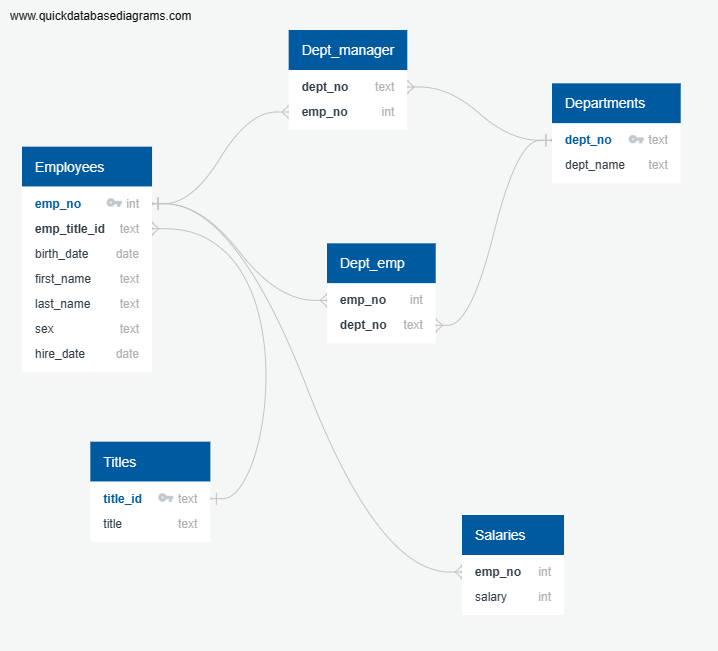 www.quickdatabasediagrams.com
Dept_manager
dept_no text
emp_no int
Departments
dept_no text
dept_name text
Employees
emp_no int
emp_title_id text
birth_date date
first_name text
last_name text
sex text
hire_date date
Dept_emp
emp_no int
dept_no text
Titles
title_id text
title text
Salaries
emp_no int
salary int